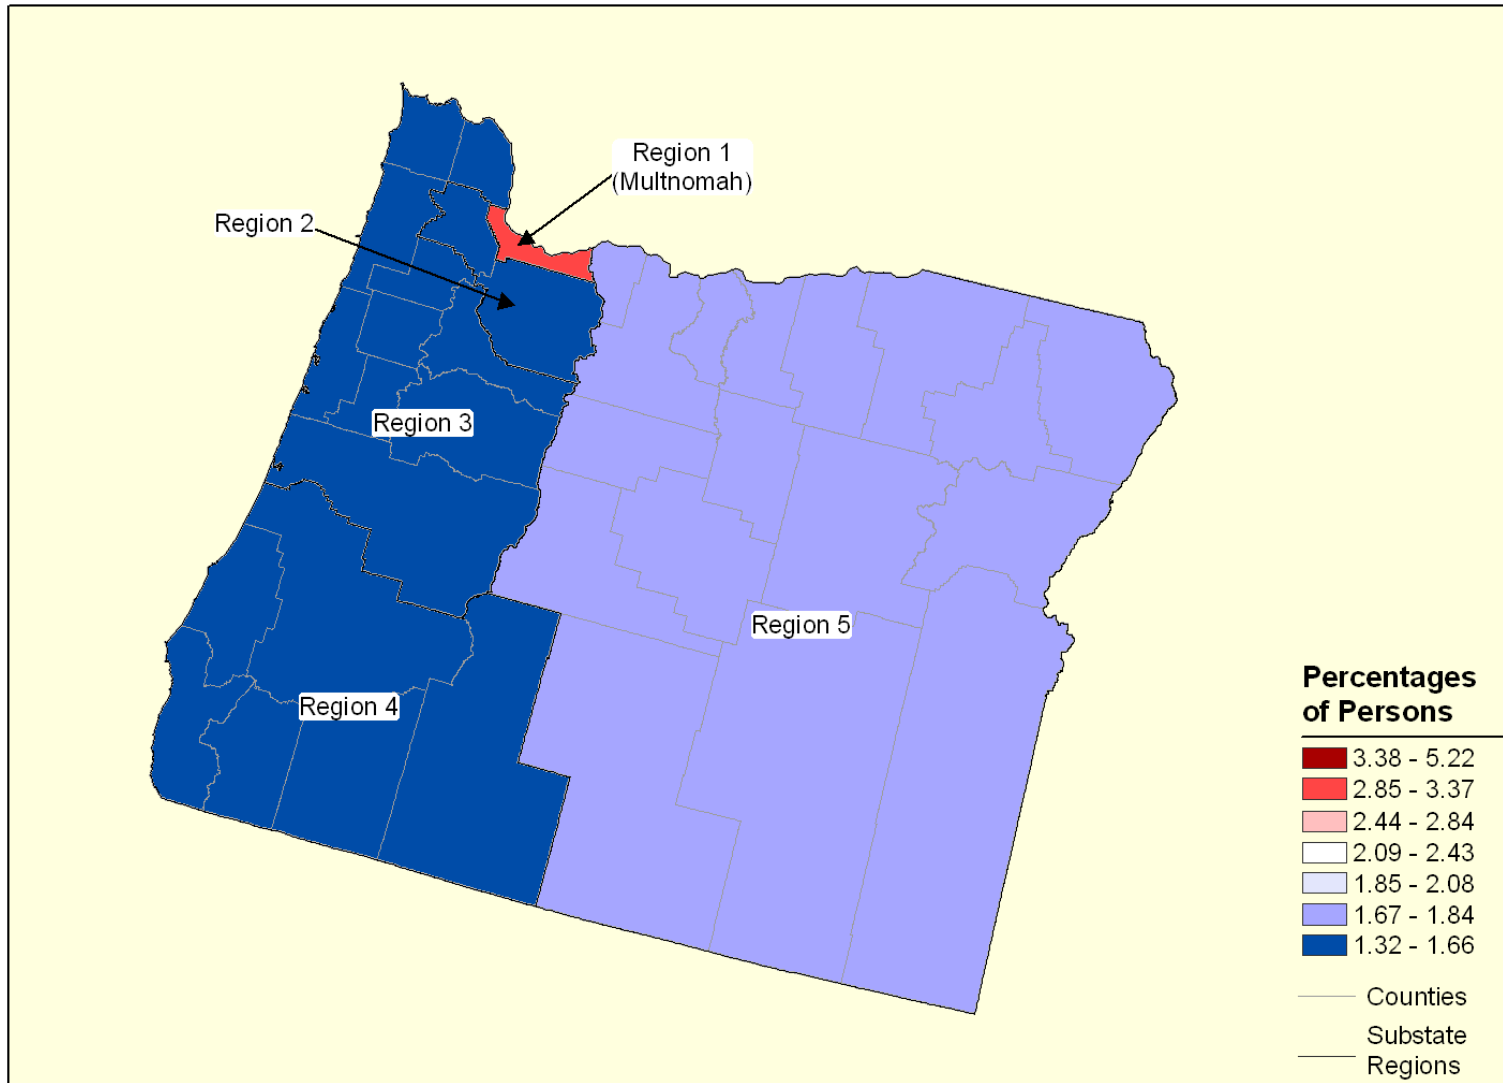 Region 1
(Multnomah)
Region 2
Region 3
Region 5
Region 4
Percentages
of Persons
3.38 - 5.22
2.85 - 3.37
2.44 - 2.84
2.09 - 2.43
1.85 - 2.08
1.67 - 1.84
1.32 - 1.66
Counties
Substate
Regions